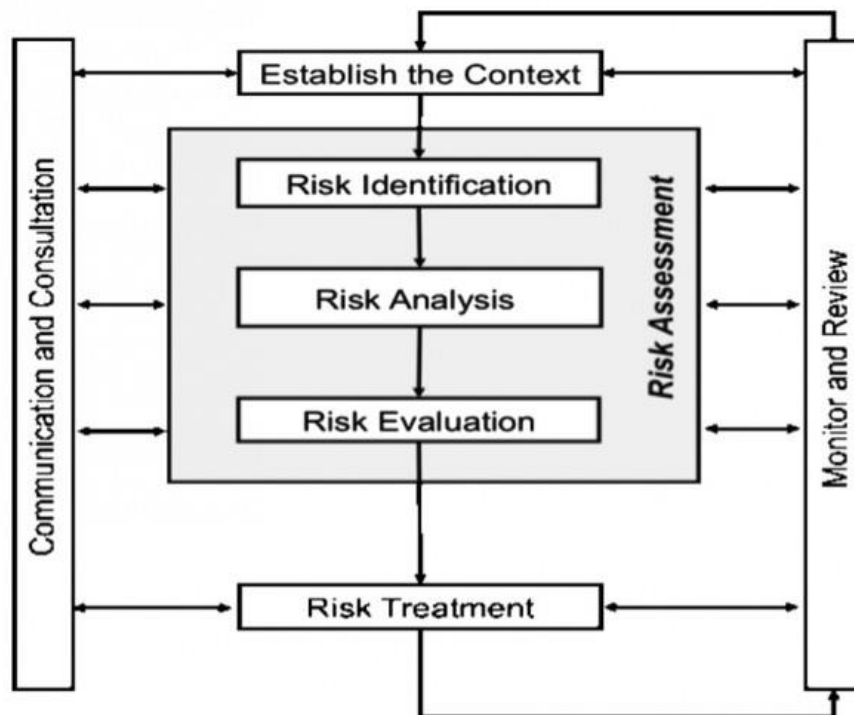 Establish the Context
Communication and Consultation
Risk Identification
Risk Analysis
Risk Evaluation
Risk Assessment
Monitor and Review
Risk Treatment